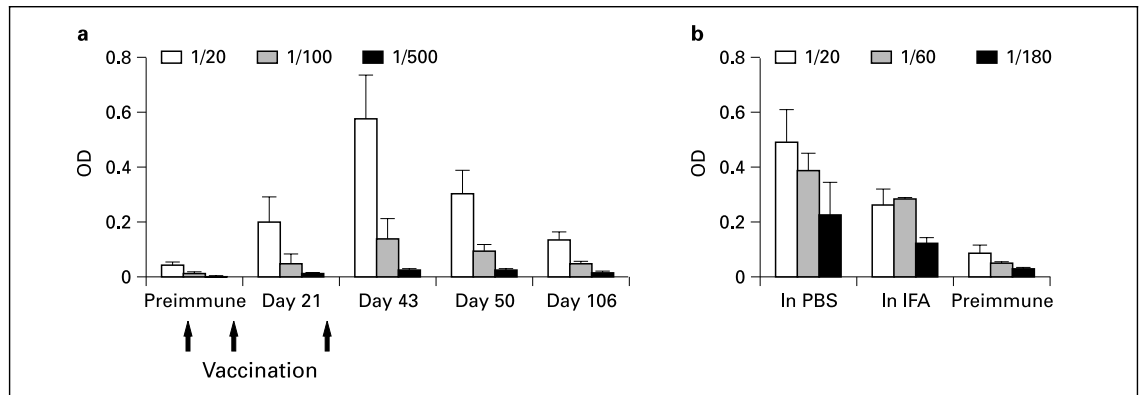 a
1/20 1/100 1/500
0.8
0.6
0.4
0.2
0
OD
Preimmune Day 21 Day 43 Day 50 Day 106
Vaccination
b
1/20 1/60 1/180
0.8
0.6
0.4
0.2
0
OD
In PBS In IFA Preimmune